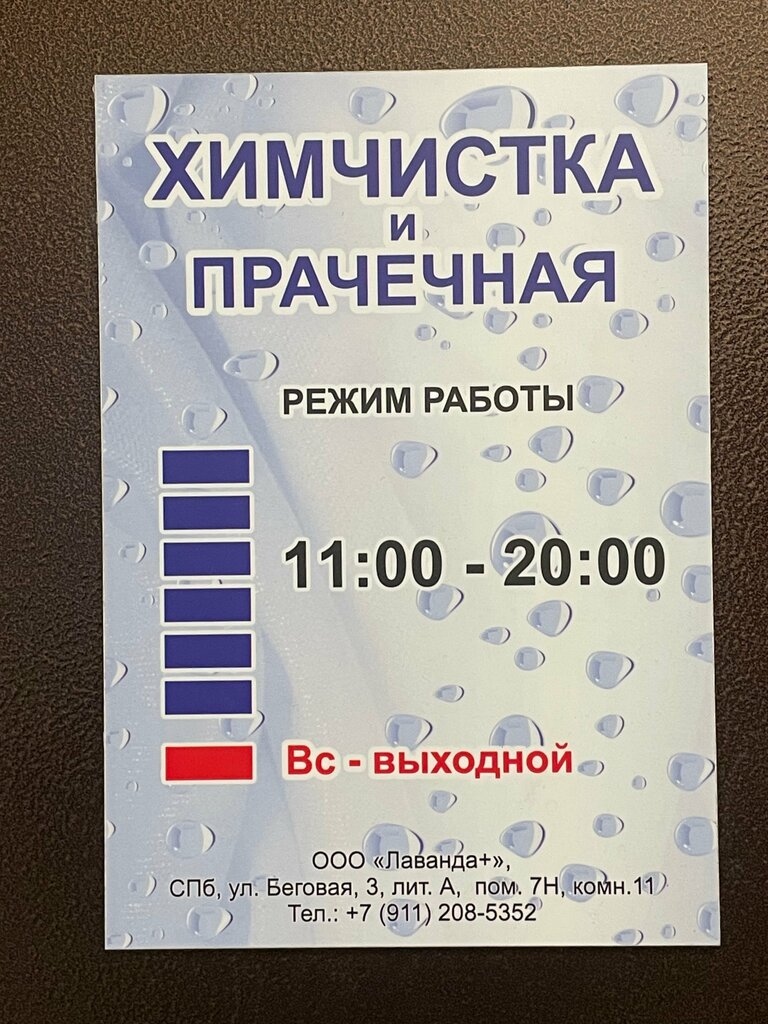 ХИМЧИСТКА
и
ПРАЧЕЧНАЯ
РЕЖИМ РАБОТЫ
11:00 - 20:00
Вс - выходной
ООО «Лаванда+»,
СПб, ул. Беговая, 3, лит. А, пом. 7Н, комн.11
Тел.: +7 (911) 208-5352